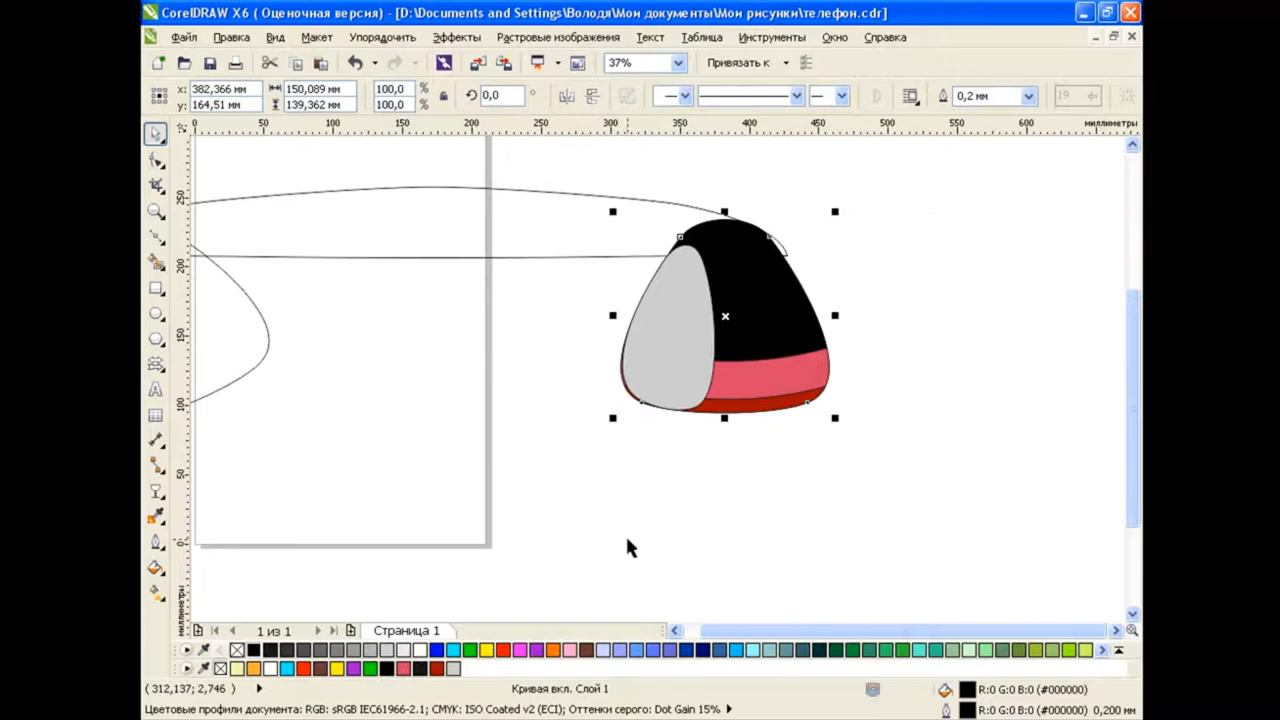 CorelDRAW X6 ( Оценочная версия) - [D:\Documents and Settings\Володя\Мои документы\Мои рисунки\телефон.cdr]
Файл Правка Вид Макет Упорядочить Эффекты Растровые изображения Текст Таблица Инструменты Окно Справка
37% Привязать к
x: 382,366 мм 150,089 мм 100,0 % 0,0 ° 0,2 мм 19
y: 164,51 мм 139,362 мм 100,0 %
0 50 100 150 200 250 300 350 400 450 500 550 600 миллиметры
250
200
150
100
50
0
миллиметры
1 из 1 Страница 1
( 312,137; 2,746 ) Кривая вкл. Слой 1 R:0 G:0 B:0 (#000000)
Цветовые профили документа: RGB: sRGB IEC61966-2.1; CMYK: ISO Coated v2 (ECI); Оттенки серого: Dot Gain 15% R:0 G:0 B:0 (#000000) 0,200 мм